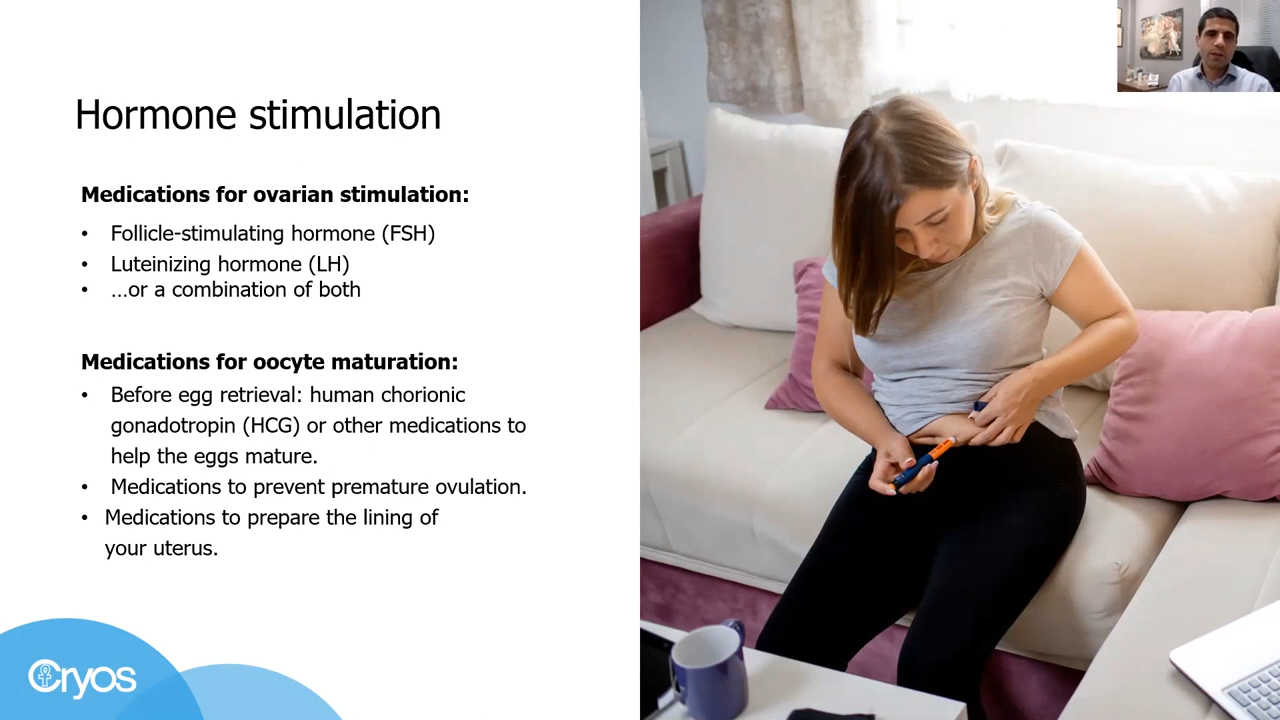 Hormone stimulation
Medications for ovarian stimulation:
• Follicle-stimulating hormone (FSH)
• Luteinizing hormone (LH)
• ...or a combination of both
Medications for oocyte maturation:
• Before egg retrieval: human chorionic
gonadotropin (HCG) or other medications to
help the eggs mature.
• Medications to prevent premature ovulation.
• Medications to prepare the lining of
your uterus.
Cryos